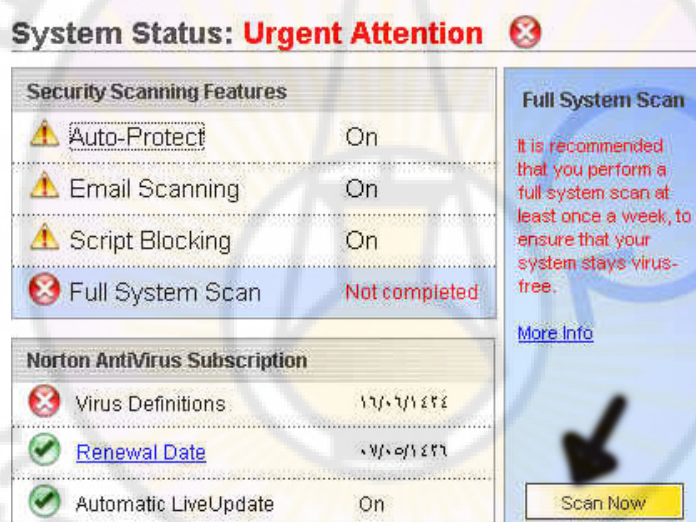 System Status: Urgent Attention
Security Scanning Features
Auto-Protect On
Email Scanning On
Script Blocking On
Full System Scan Not completed
Norton AntiVirus Subscription
Virus Definitions ١٦/٠٦/١٤٢٤
Renewal Date ٠٧/٠٥/١٤٢٦
Automatic LiveUpdate On
Full System Scan
It is recommended
that you perform a
full system scan at
least once a week, to
ensure that your
system stays virus-
free.
More Info
Scan Now